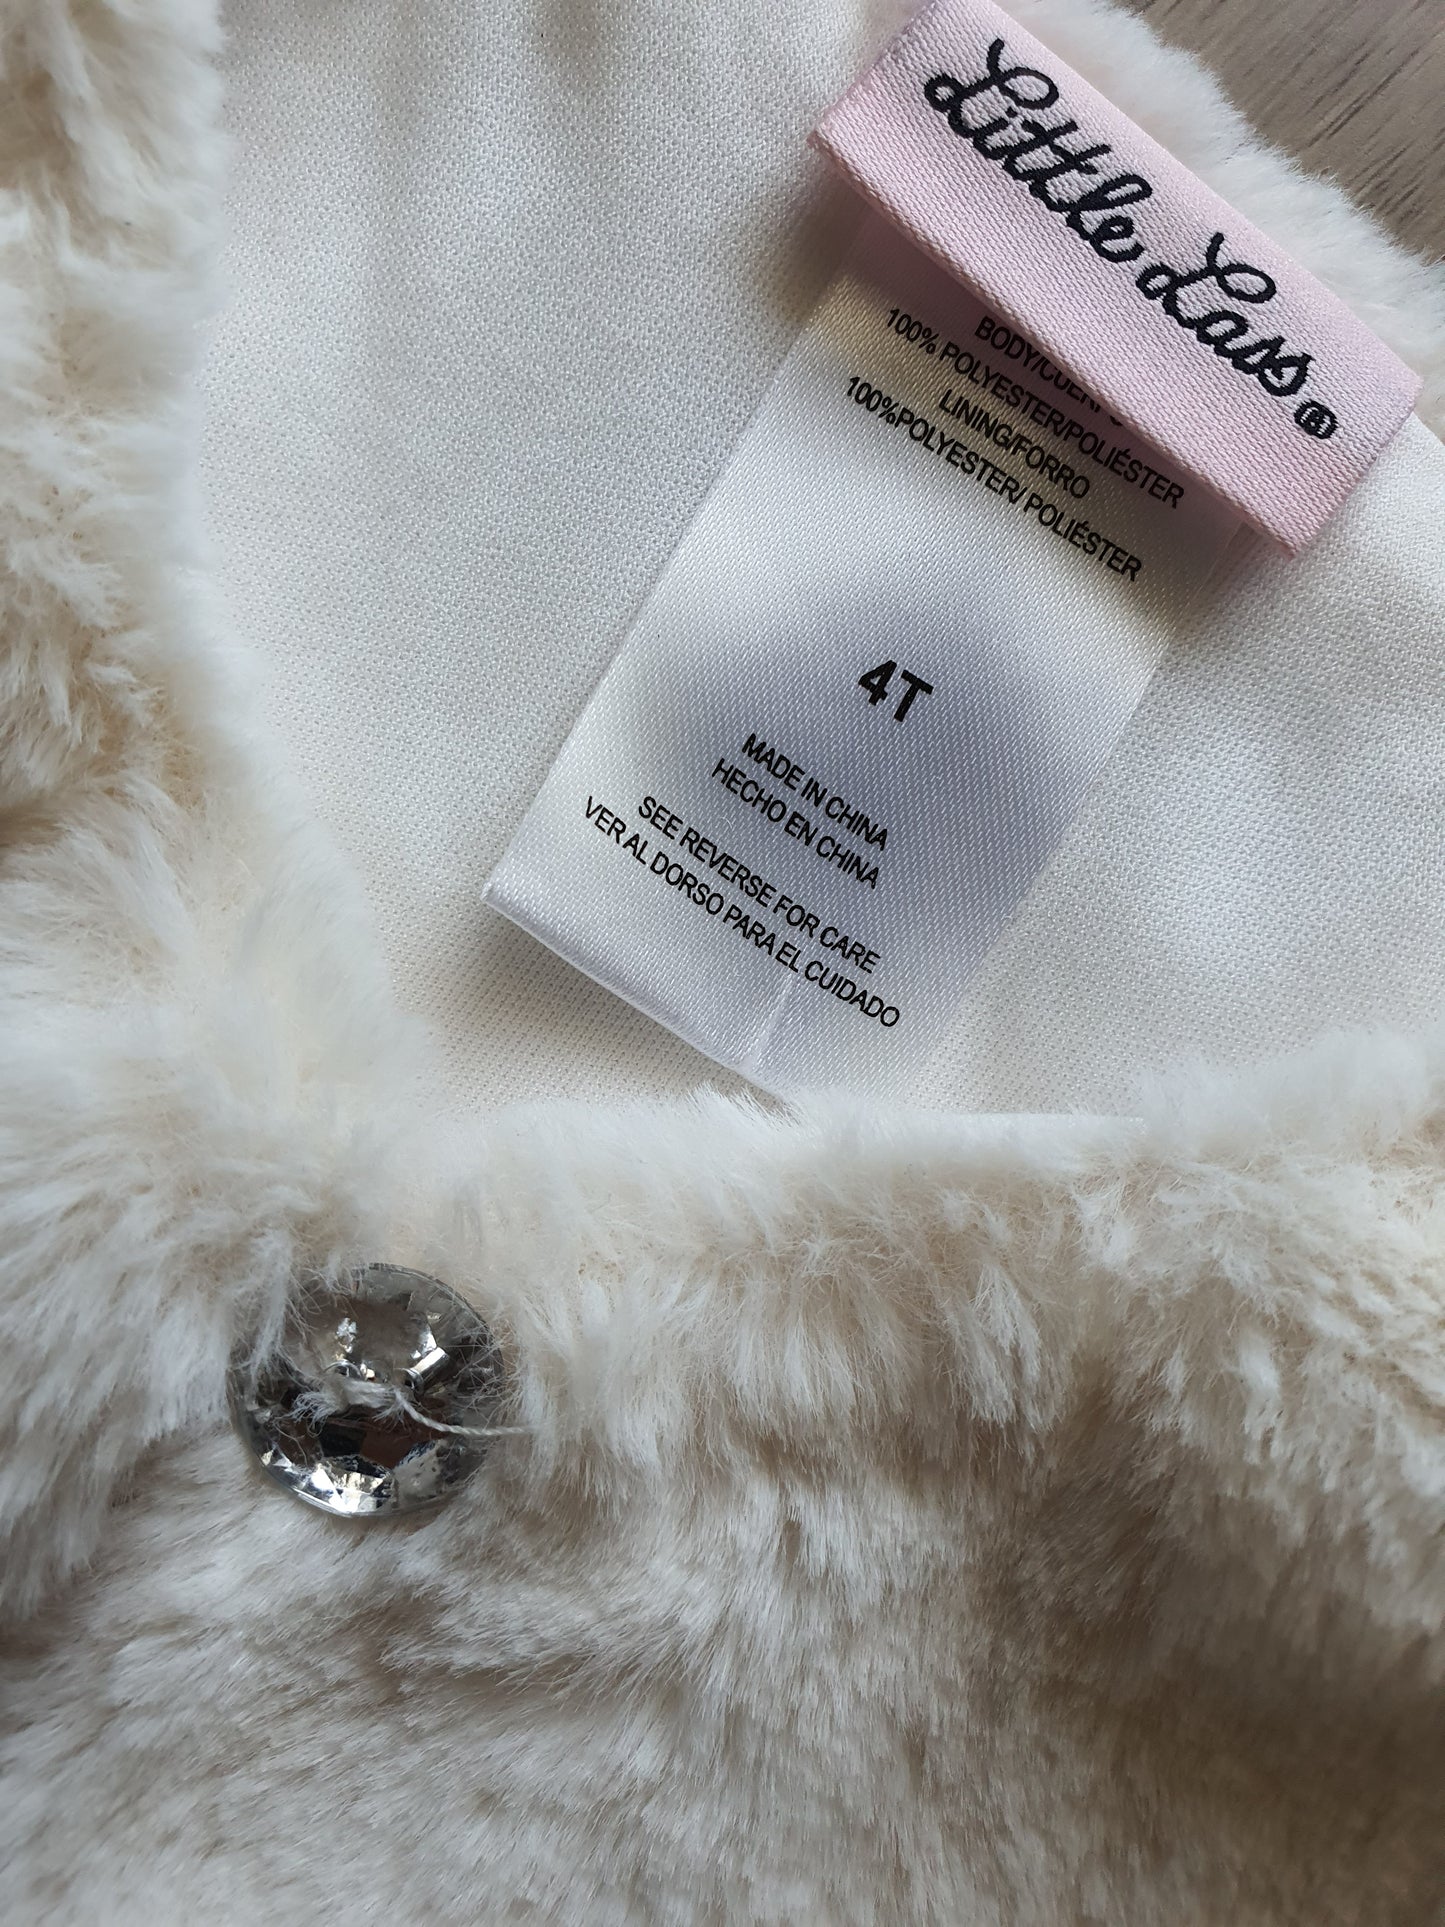 Little Lass®
BODY/CUERPO
100% POLYESTER/POLIÉSTER
LINING/FORRO
100%POLYESTER/ POLIÉSTER
4T
MADE IN CHINA
HECHO EN CHINA
SEE REVERSE FOR CARE
VER AL DORSO PARA EL CUIDADO